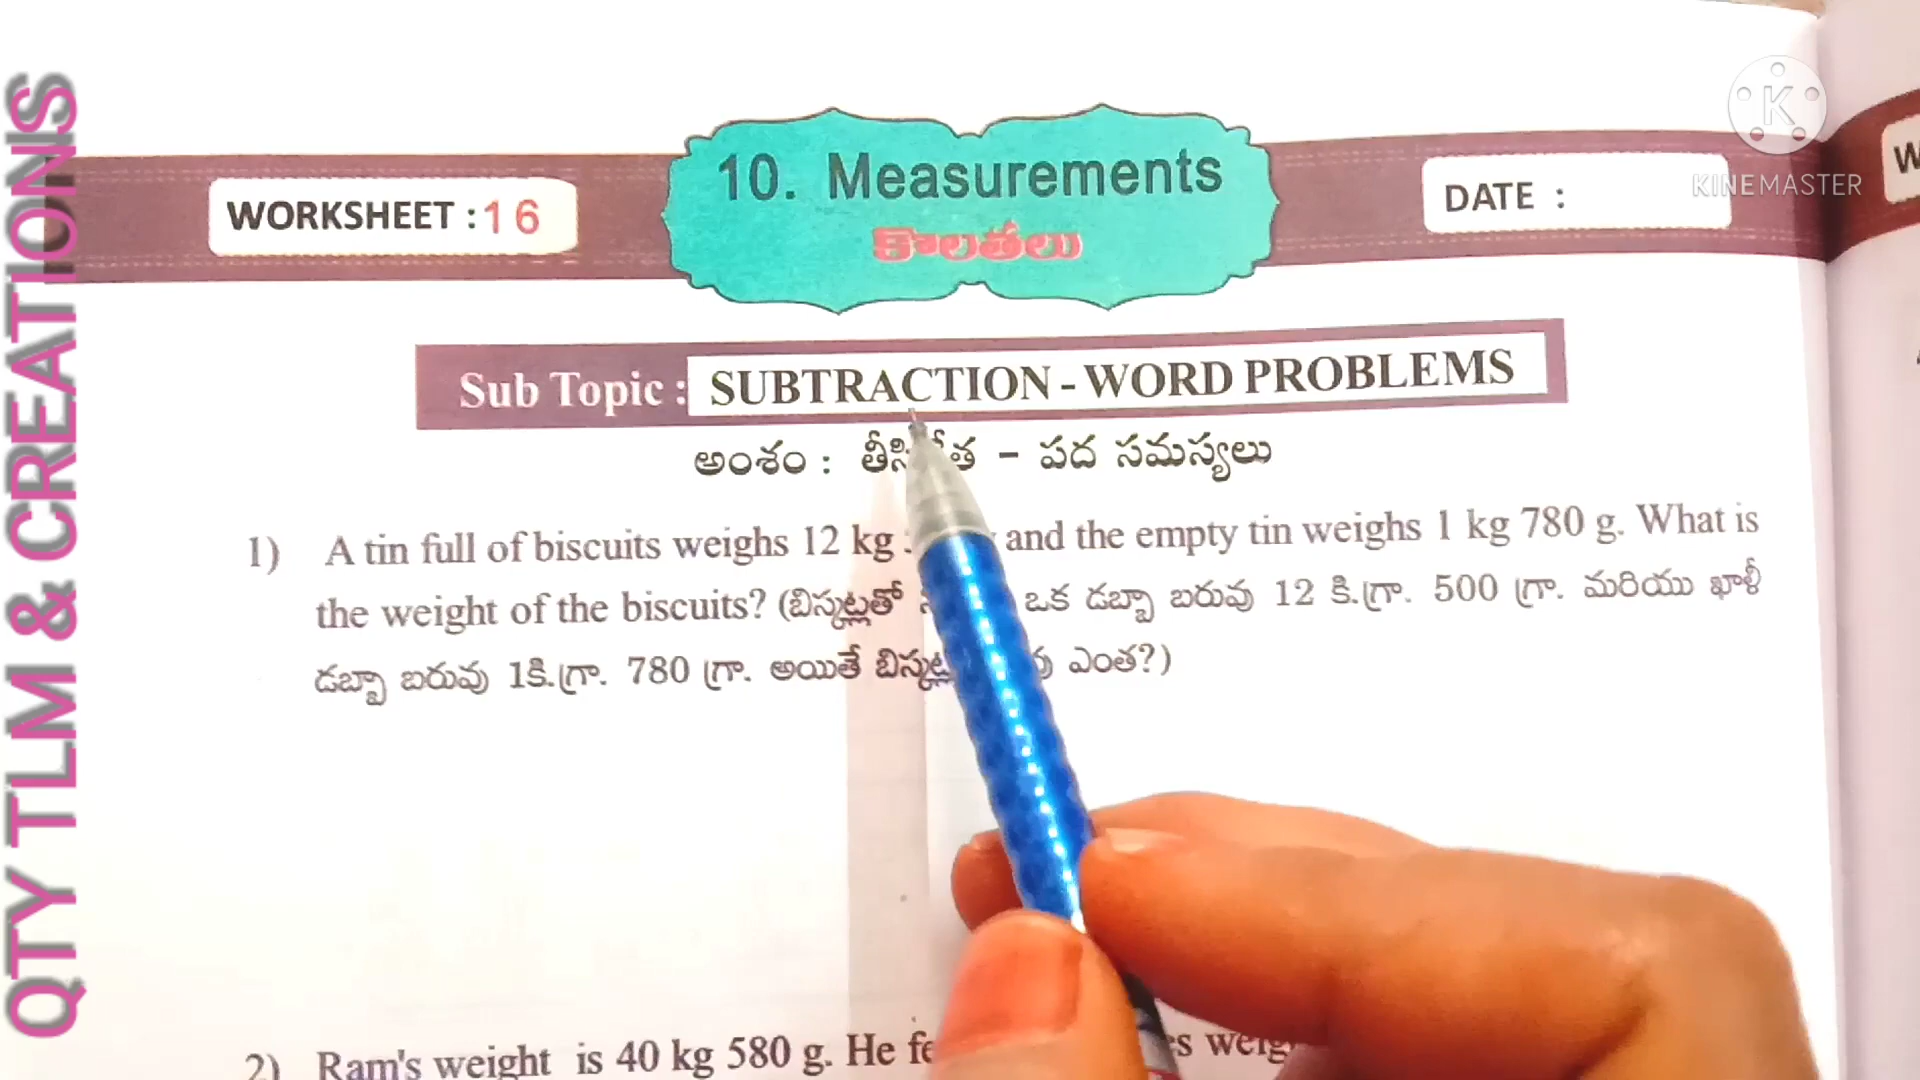 QTY TLM & CREATIONS
KINEMASTER
WORKSHEET : 16
10. Measurements
కొలతలు
DATE :
W
Sub Topic : SUBTRACTION - WORD PROBLEMS
అంశం : - పద సమస్యలు
1) A tin full of biscuits weighs 12 kg and the empty tin weighs 1 kg 780 g. What is
the weight of the biscuits? (బిస్కట్లతో ఒక డబ్బా బరువు 12 కి.గ్రా. 500 గ్రా. మరియు ఖాళీ
డబ్బా బరువు 1కి.గ్రా. 780 గ్రా. అయితే ఎంత?)
2) Ram's weight is 40 kg 580 g. He